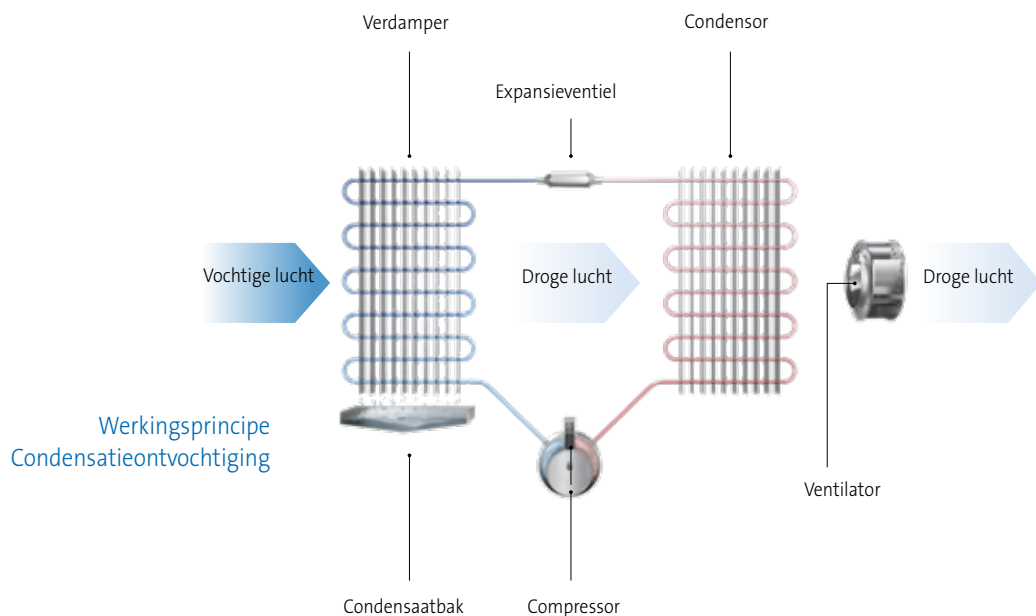 Verdamper
Condensor
Expansieventiel
Vochtige lucht
Droge lucht
Droge lucht
Werkingsprincipe
Condensatieontvochtiging
Ventilator
Condensaatbak
Compressor